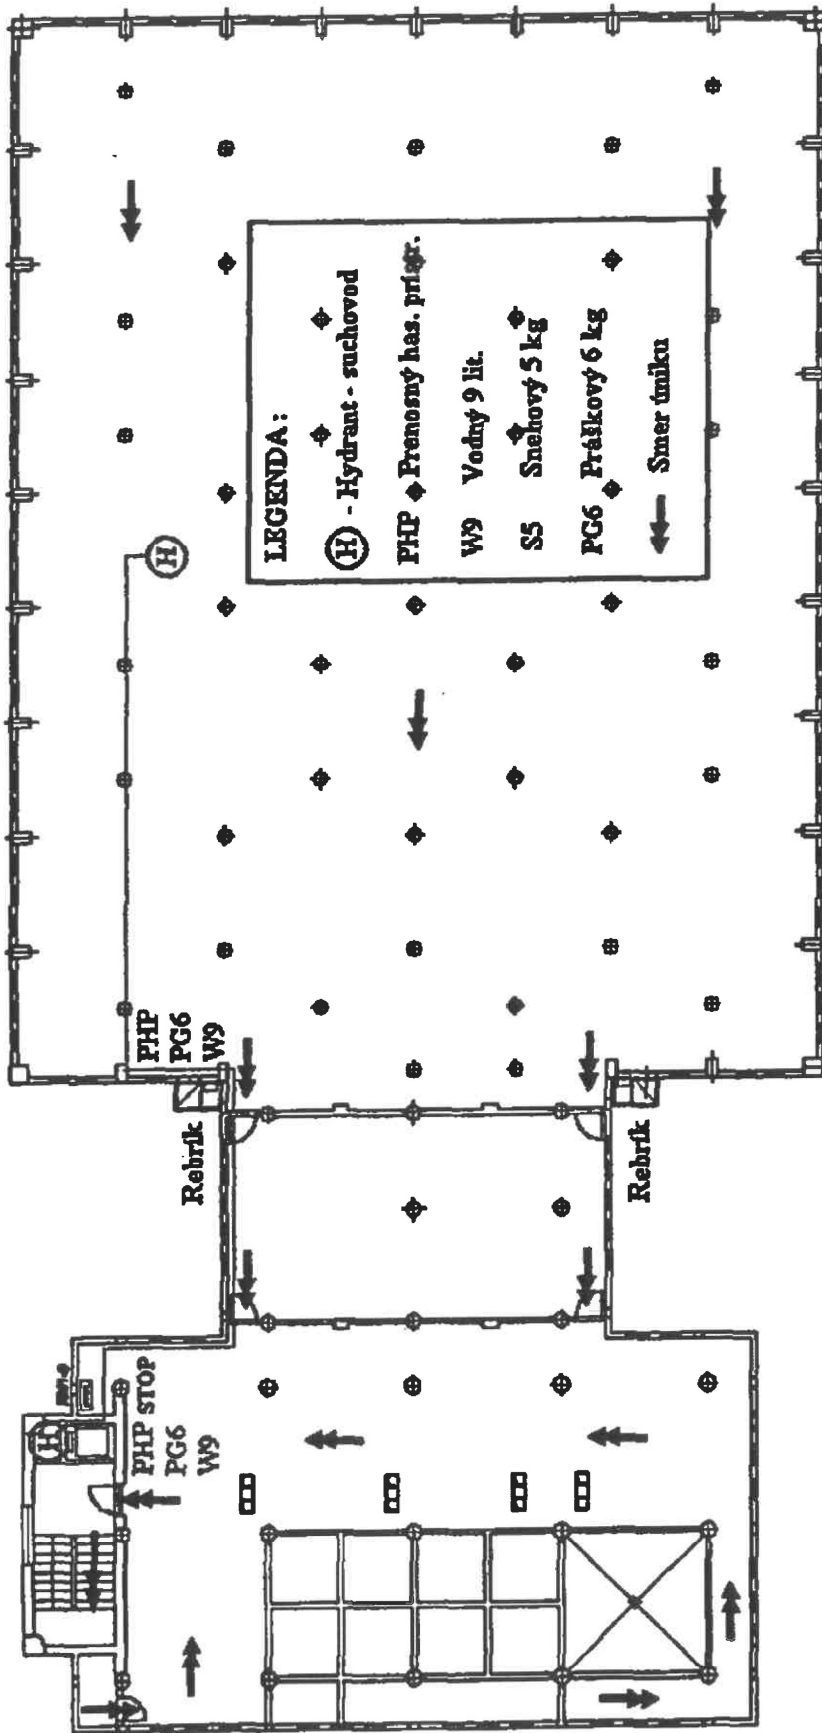 LEGENDA:
H - Hydrant - suchovod
PHP Prenosný has. prístr.
W9 Vodný 9 lit.
S5 Snehový 5 kg
PG6 Práškový 6 kg
Smer úniku
H
PHP
PG6
W9
Rebrík
Rebrík
H
PHP STOP
PG6
W9